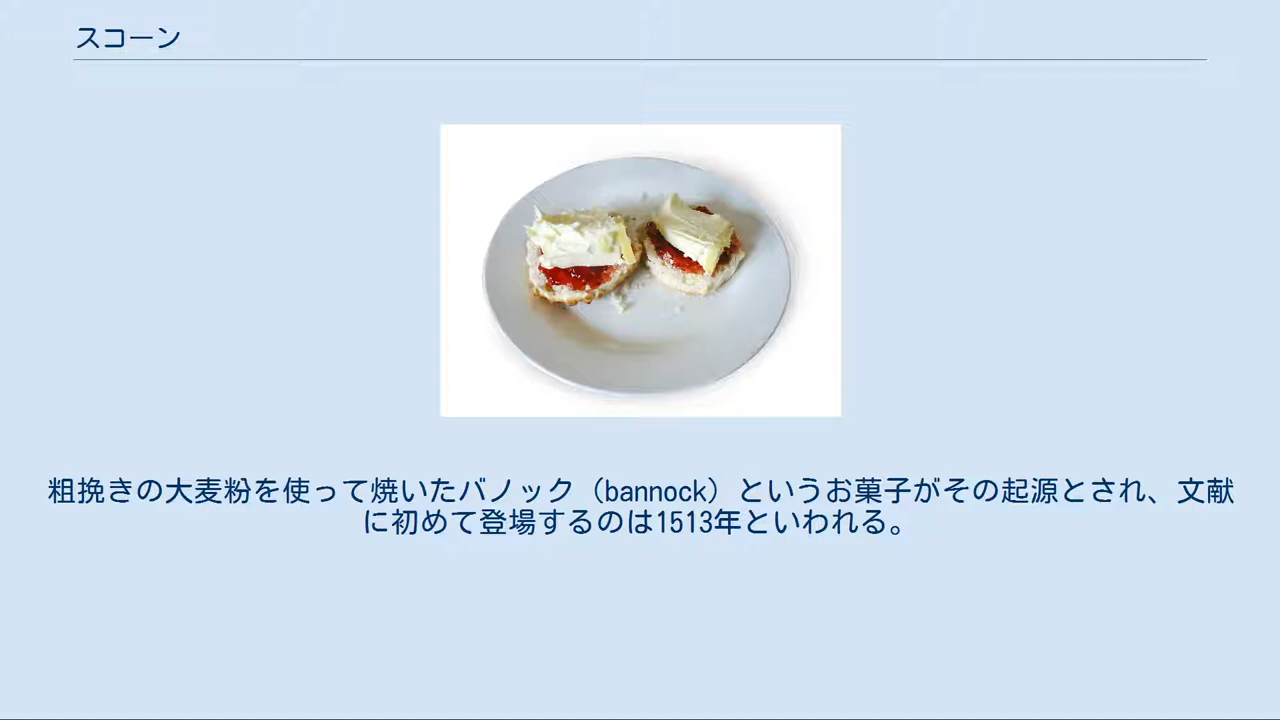 スコーン
粗挽きの大麦粉を使って焼いたバノック（bannock）というお菓子がその起源とされ、文献
に初めて登場するのは1513年といわれる。